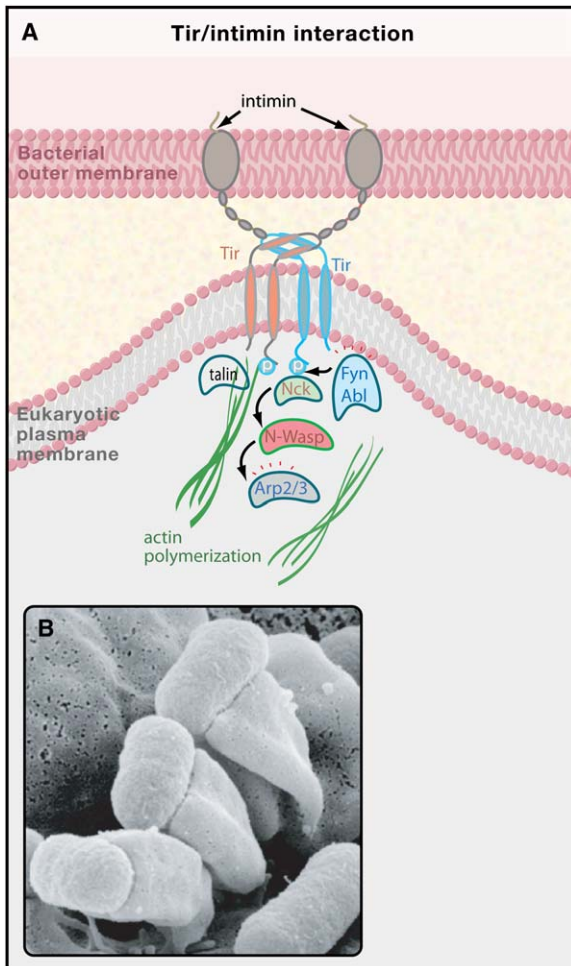 A
Tir/intimin interaction
intimin
Bacterial
outer membrane
Tir
Tir
talin
p
p
Fyn
Abl
Nck
Eukaryotic
plasma
membrane
N-Wasp
Arp2/3
actin
polymerization
B